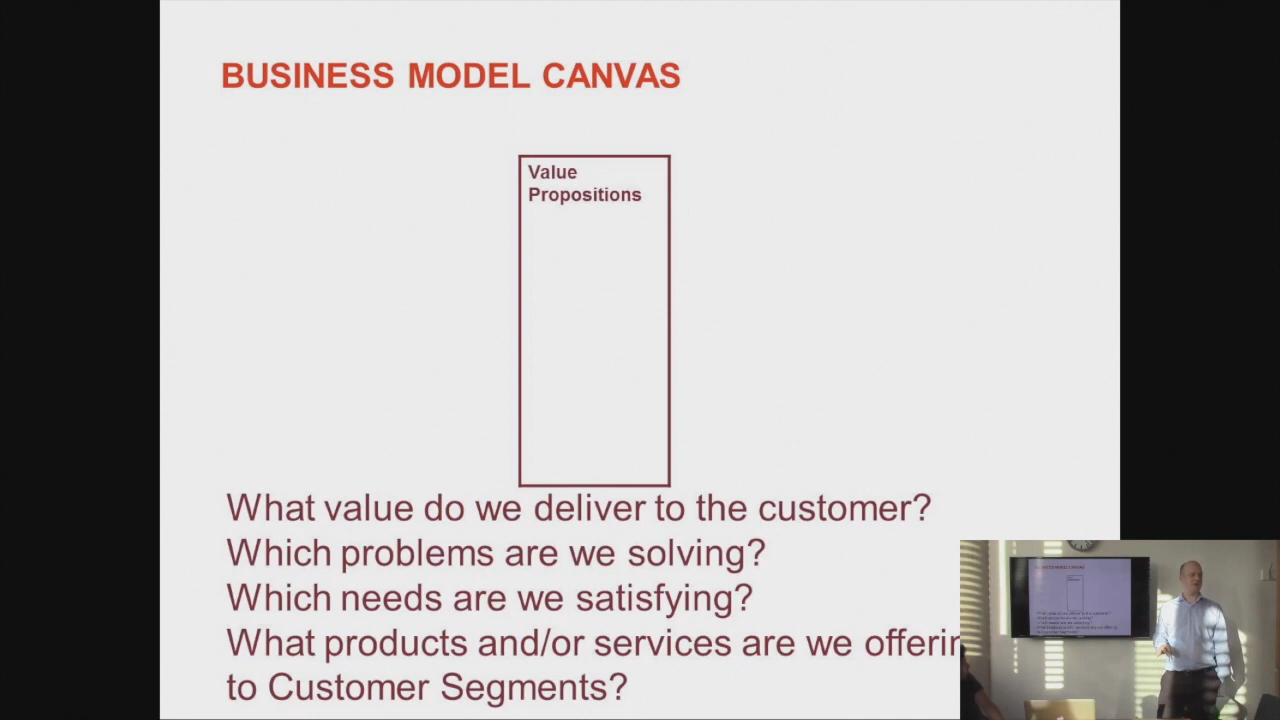 BUSINESS MODEL CANVAS
Value
Propositions
What value do we deliver to the customer?
Which problems are we solving?
Which needs are we satisfying?
What products and/or services are we offerin
to Customer Segments?